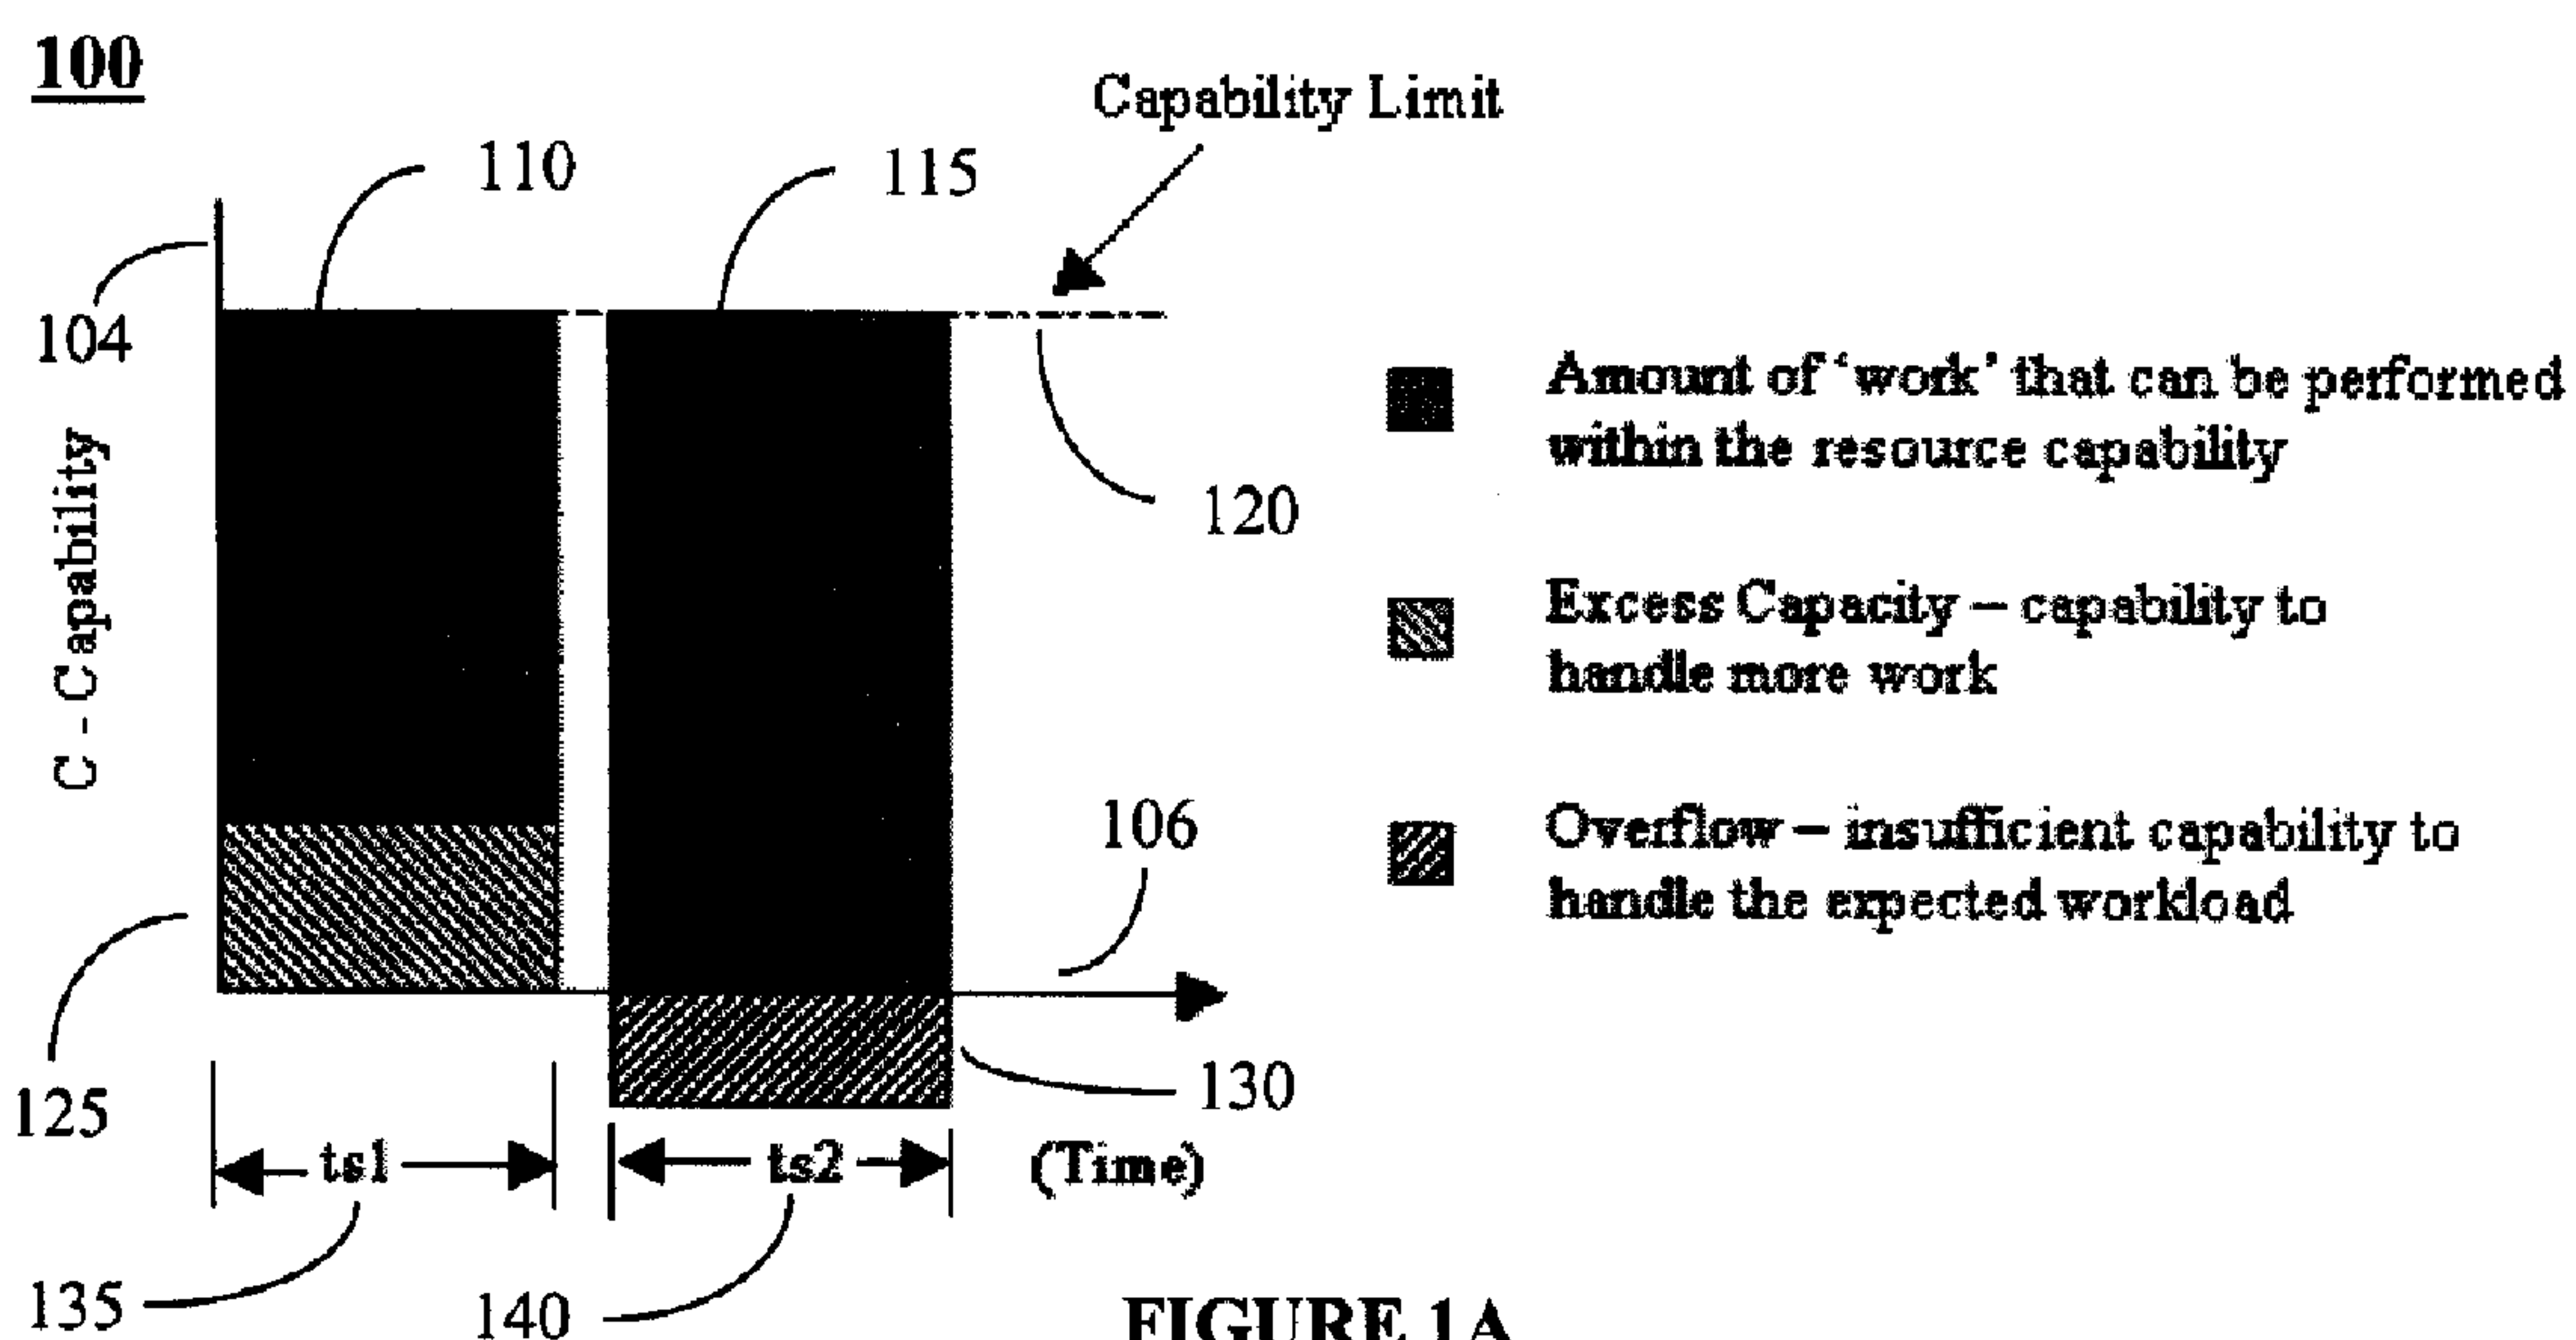 100
Capability Limit
110
115
104
C - Capability
120
Amount of ‘work’ that can be performed
within the resource capability
Excess Capacity – capability to
handle more work
Overflow – insufficient capability to
handle the expected workload
106
125
130
ts1
ts2
(Time)
135
140
FIGURE 1A